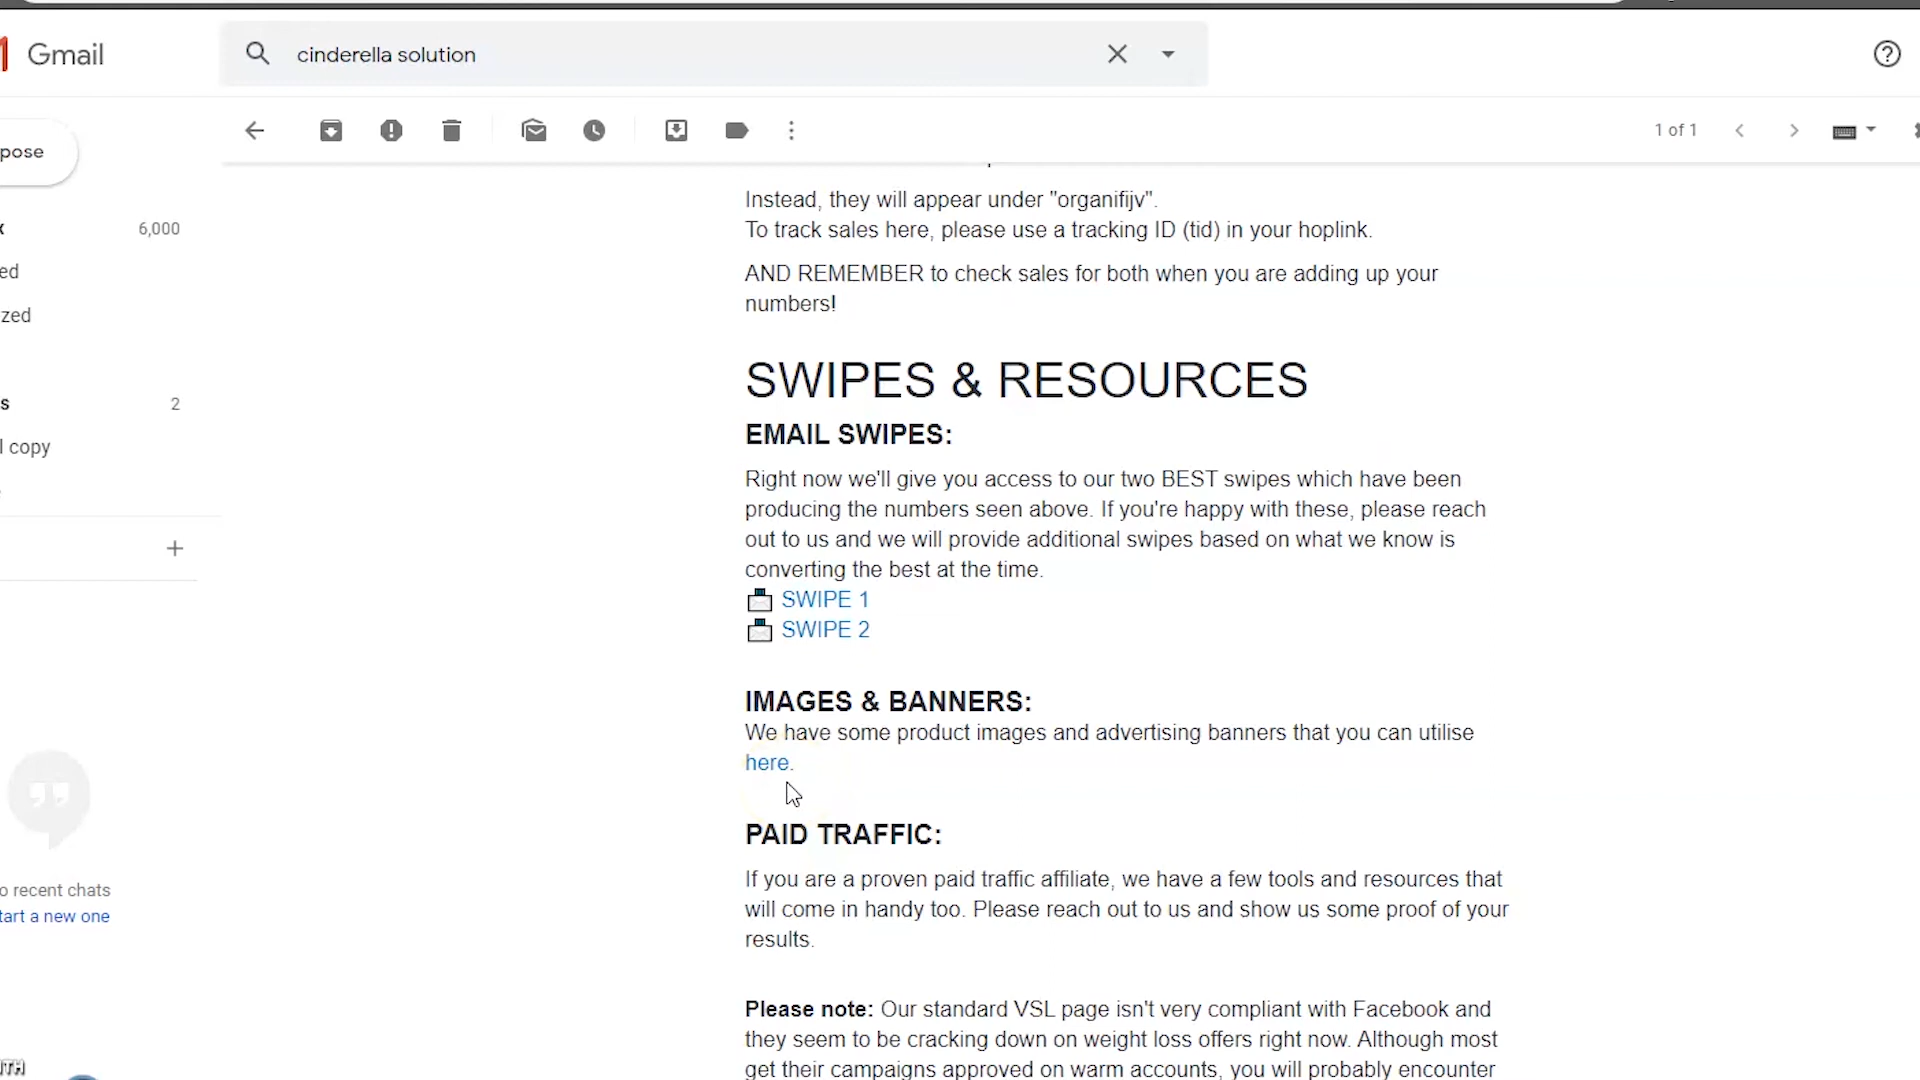 Gmail
cinderella solution
pose
1 of 1
x 6,000
ed
zed
s 2
l copy
Instead, they will appear under "organifijv".
To track sales here, please use a tracking ID (tid) in your hoplink.
AND REMEMBER to check sales for both when you are adding up your
numbers!
SWIPES & RESOURCES
EMAIL SWIPES:
Right now we'll give you access to our two BEST swipes which have been
producing the numbers seen above. If you're happy with these, please reach
out to us and we will provide additional swipes based on what we know is
converting the best at the time.
SWIPE 1
SWIPE 2
IMAGES & BANNERS:
We have some product images and advertising banners that you can utilise
here.
PAID TRAFFIC:
If you are a proven paid traffic affiliate, we have a few tools and resources that
will come in handy too. Please reach out to us and show us some proof of your
results.
Please note: Our standard VSL page isn't very compliant with Facebook and
they seem to be cracking down on weight loss offers right now. Although most
get their campaigns approved on warm accounts, you will probably encounter
o recent chats
tart a new one
ITH